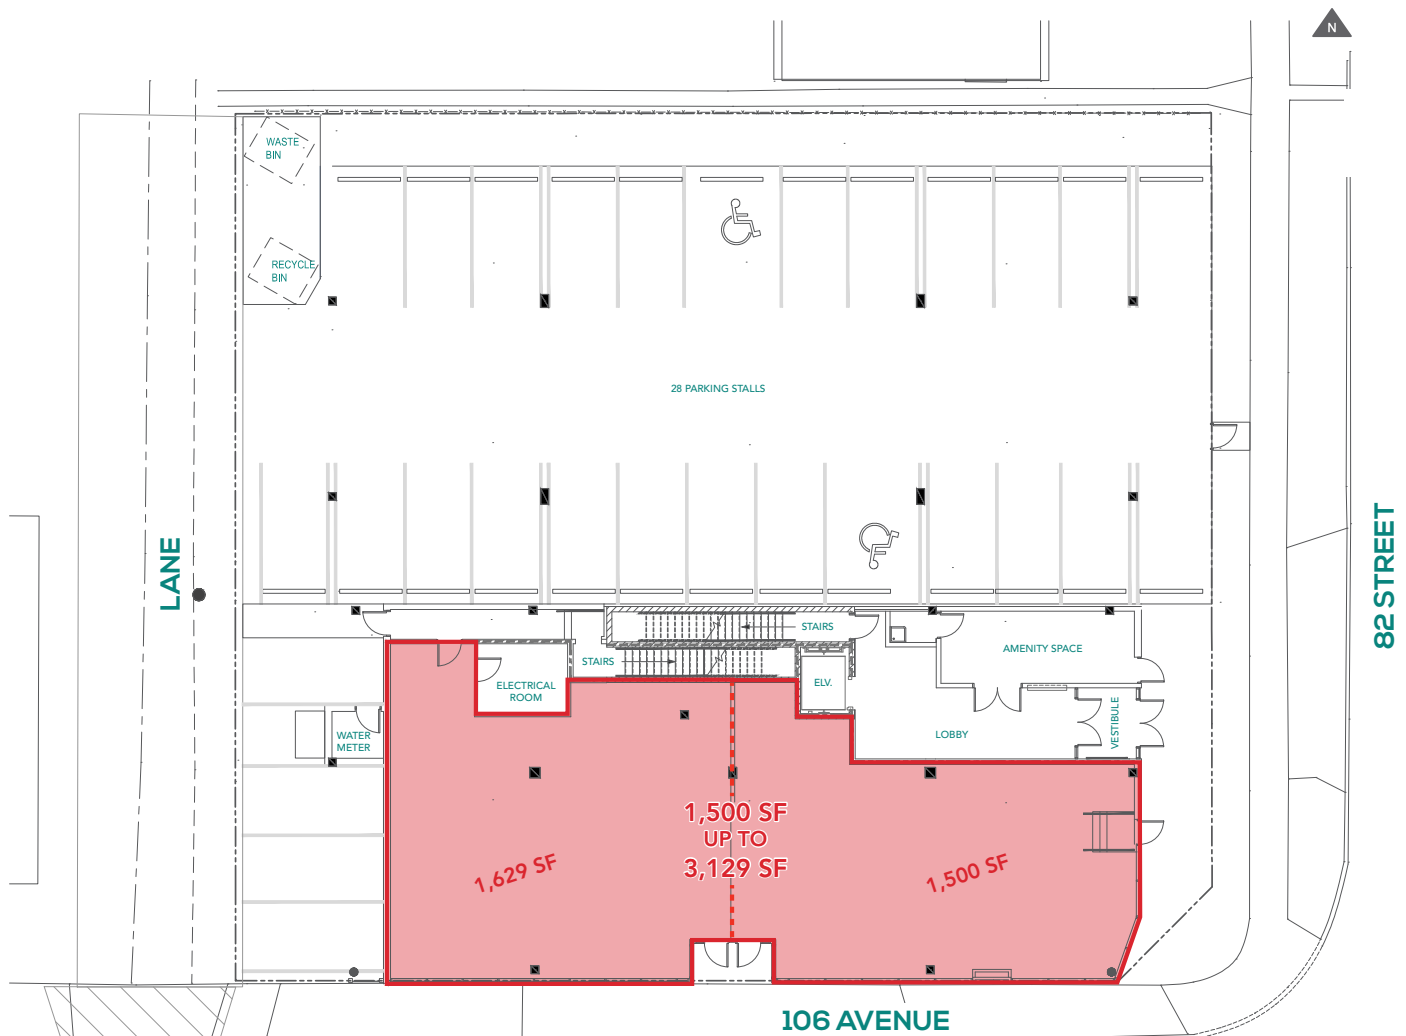 N
WASTE
BIN
RECYCLE
BIN
28 PARKING STALLS
LANE
82 STREET
STAIRS
STAIRS
AMENITY SPACE
ELECTRICAL
ROOM
ELV.
WATER
METER
LOBBY
VESTIBULE
1,500 SF
UP TO
3,129 SF
1,629 SF
1,500 SF
106 AVENUE